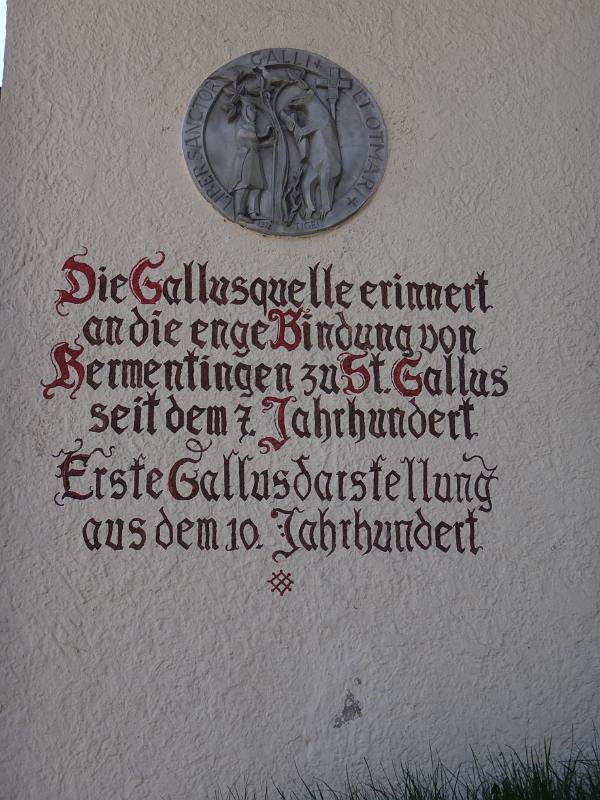 LIBER SANCTOR GALLI + ET OTMARI +
Die Gallusquelle erinnert
an die enge Bindung von
Hermentingen zu St. Gallus
seit dem 7. Jahrhundert
Erste Gallusdarstellung
aus dem 10. Jahrhundert